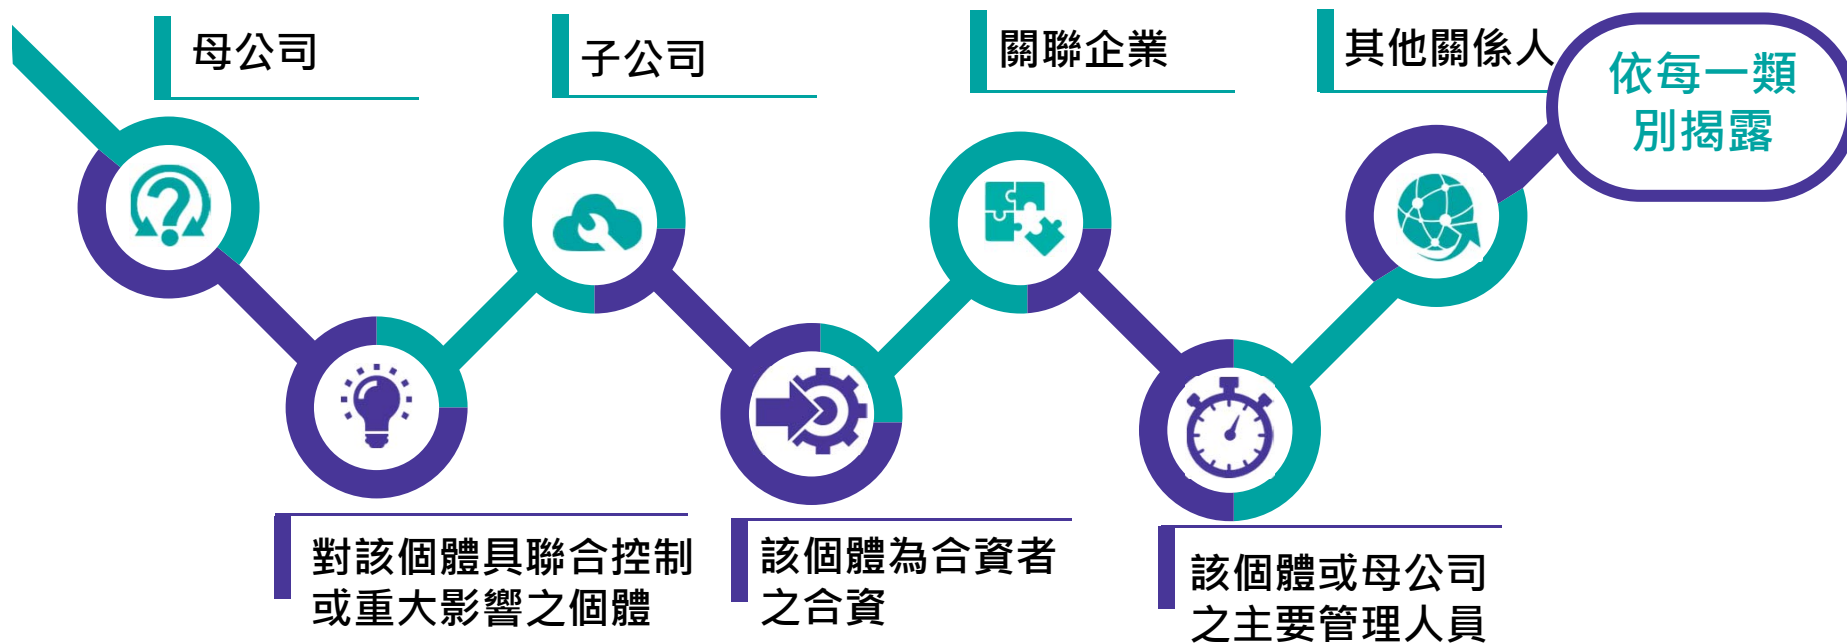 母公司
子公司
關聯企業
其他關係人
依每一類
別揭露
對該個體具聯合控制
或重大影響之個體
該個體為合資者
之合資
該個體或母公司
之主要管理人員